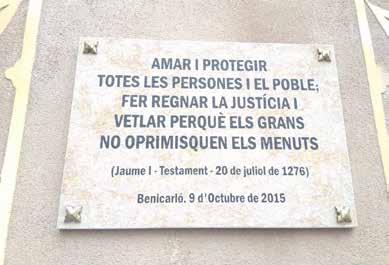 AMAR I PROTEGIR
TOTES LES PERSONES I EL POBLE;
FER REGNAR LA JUSTÍCIA I
VETLAR PERQUÈ ELS GRANS
NO OPRIMISQUEN ELS MENUTS
(Jaume I - Testament - 20 de juliol de 1276)
Benicarló. 9 d'Octubre de 2015